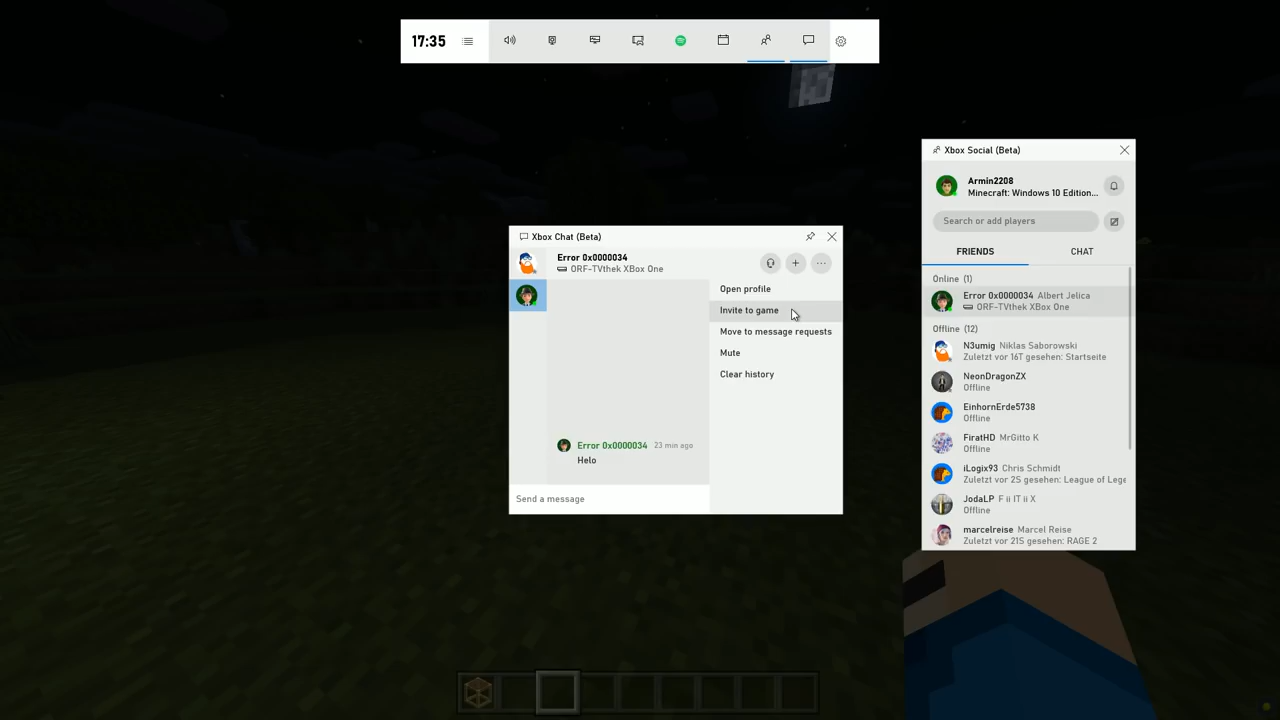 17:35
Xbox Chat (Beta)
Error 0x0000034
ORF-TVthek XBox One
Open profile
Invite to game
Move to message requests
Mute
Clear history
Error 0x0000034 23 min ago
Helo
Send a message
Xbox Social (Beta)
Armin2208
Minecraft: Windows 10 Edition...
Search or add players
FRIENDS CHAT
Online (1)
Error 0x0000034 Albert Jelica
ORF-TVthek XBox One
Offline (12)
N3umig Niklas Saborowski
Zuletzt vor 16T gesehen: Startseite
NeonDragonZX
Offline
EinhornErde5738
Offline
FiratHD MrGitto K
Offline
iLogix93 Chris Schmidt
Zuletzt vor 2S gesehen: League of Lege
JodaLP F ii IT ii X
Offline
marcelreise Marcel Reise
Zuletzt vor 21S gesehen: RAGE 2